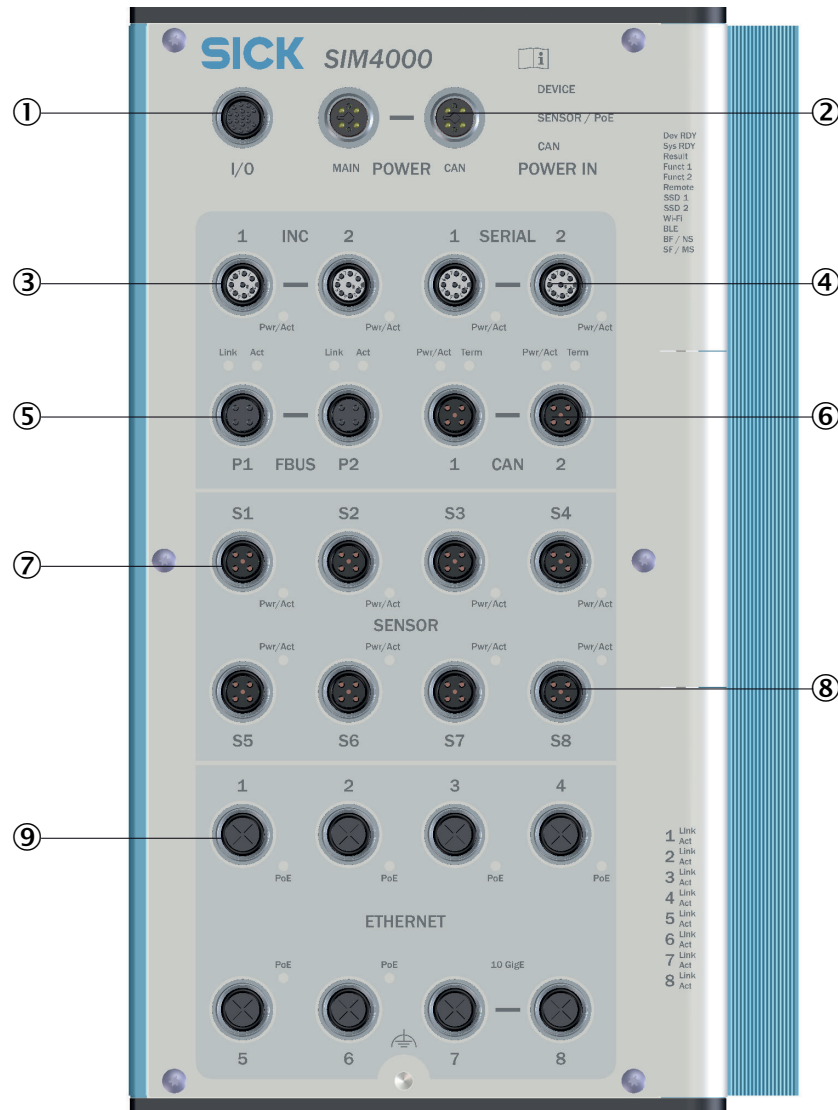 SICK SIM4000
DEVICE
① ② SENSOR / PoE
CAN
I/O MAIN POWER CAN POWER IN
Dev RDY
Sys RDY
Result
Funct 1
Funct 2
Remote
SSD 1
SSD 2
Wi-Fi
BLE
BF / NS
SF / MS
1 INC 2 1 SERIAL 2
③ ④
Pwr/Act Pwr/Act Pwr/Act Pwr/Act
Link Act Link Act Pwr/Act Term Pwr/Act Term
⑤ ⑥
P1 FBUS P2 1 CAN 2
S1 S2 S3 S4
⑦
Pwr/Act Pwr/Act Pwr/Act Pwr/Act
SENSOR
Pwr/Act Pwr/Act Pwr/Act Pwr/Act
⑧
S5 S6 S7 S8
1 2 3 4
⑨
PoE PoE PoE PoE
ETHERNET
PoE PoE 10 GigE
5 6 7 8
1 Link
Act
2 Link
Act
3 Link
Act
4 Link
Act
5 Link
Act
6 Link
Act
7 Link
Act
8 Link
Act